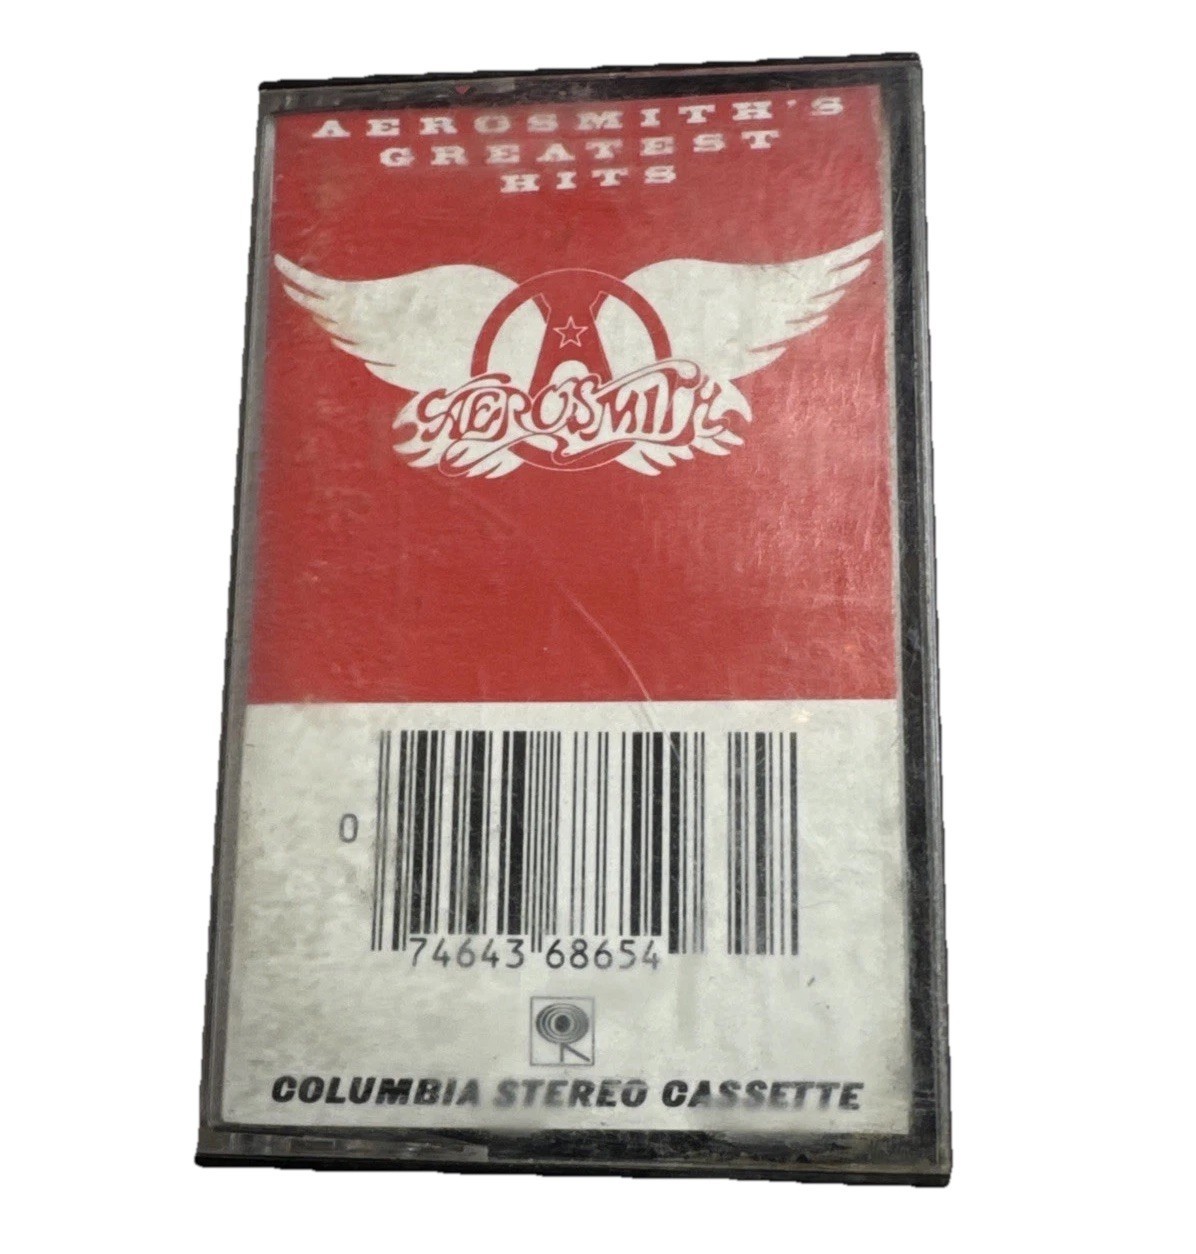 AEROSMITH'S
GREATEST
HITS
AEROSMITH
0
74643 68654
COLUMBIA STEREO CASSETTE